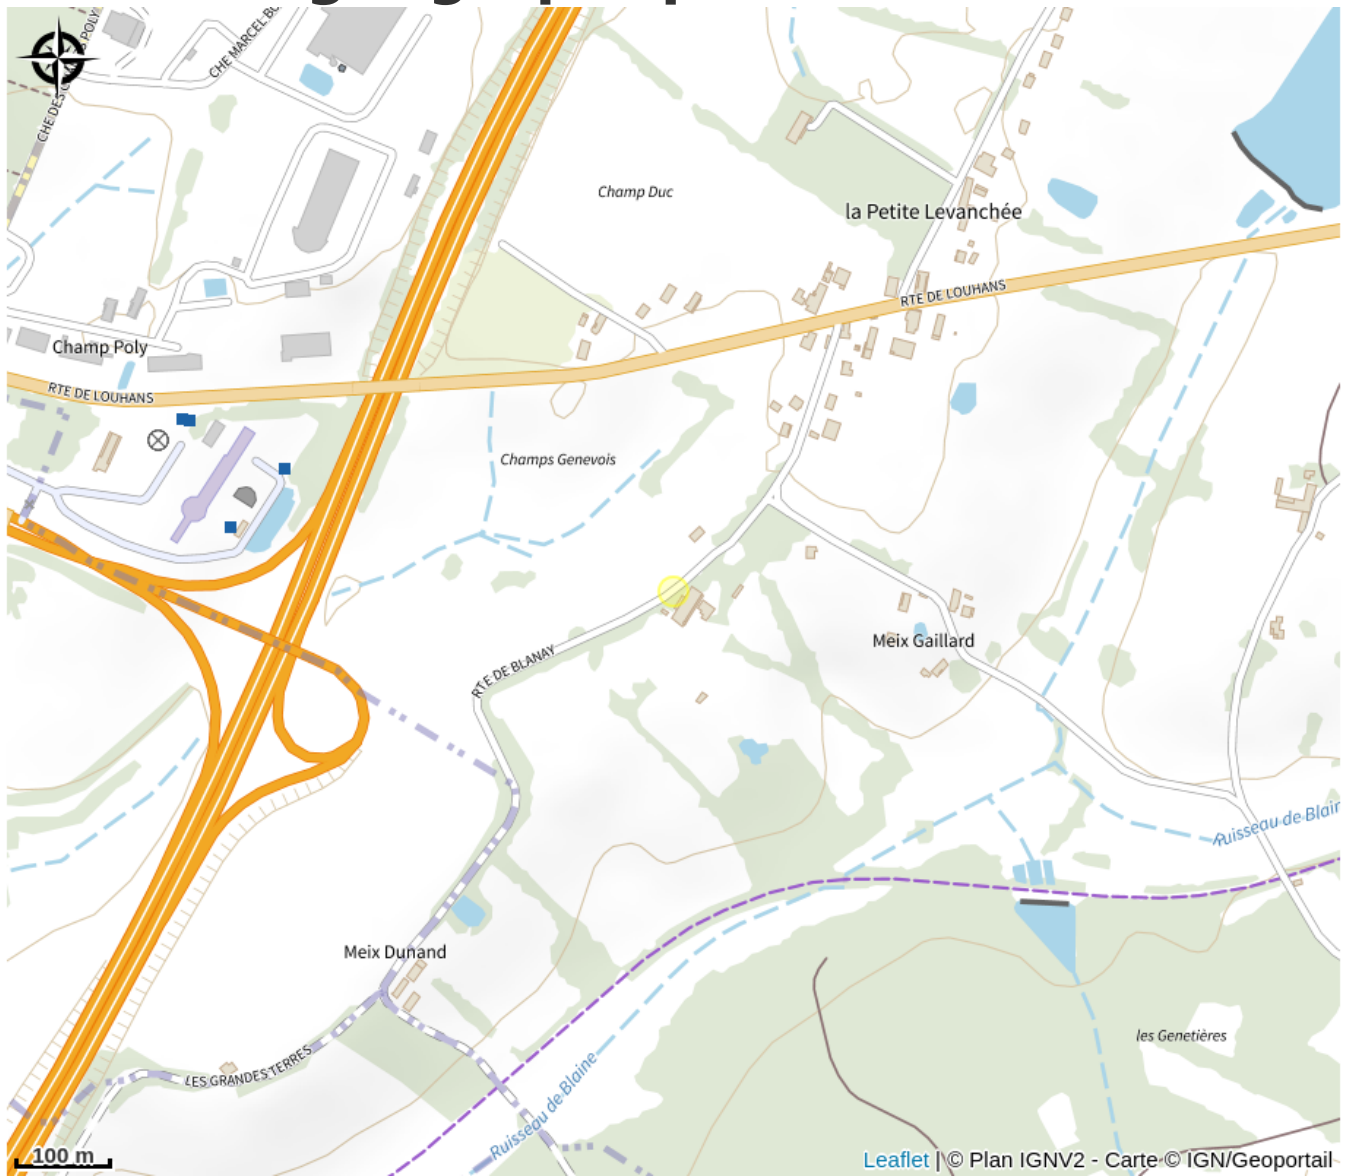 CHE MARCEL
Champ Duc
la Petite Levanchée
RTE DE LOUHANS
Champ Poly
RTE DE LOUHANS
Champs Genevois
Meix Gaillard
RTE DE BLANAY
Ruisseau de
Meix Dunand
les Genetières
LES GRANDES TERRES
Ruisseau de Blaine
100 m
Leaflet | © Plan IGNV2 - Carte © IGN/Geoportail